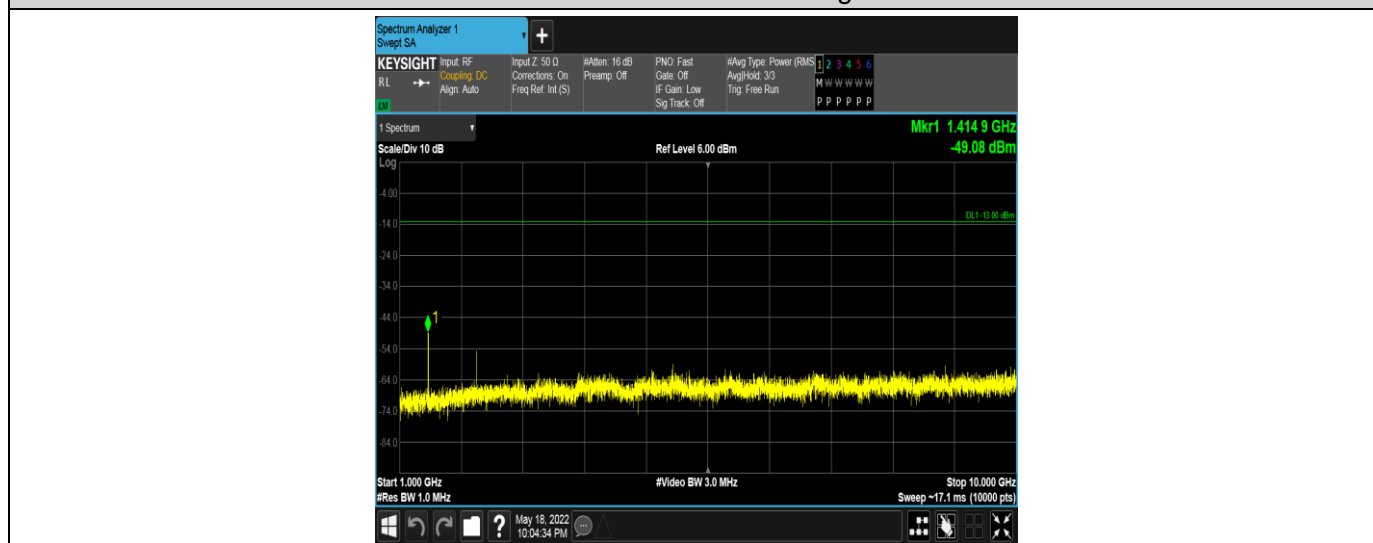 Spectrum Analyzer 1
Swept SA
+
KEYSIGHT Input: RF Input Z: 50 Ω #Atten: 16 dB PNO: Fast #Avg Type: Power (RMS 1 2 3 4 5 6
RL Coupling: DC Corrections: On Preamp: Off Gate: Off Avg|Hold: 3/3 M W W W W W
Align: Auto Freq Ref: Int (S) IF Gain: Low Trig: Free Run
Sig Track: Off P P P P P P
1 Spectrum Mkr1 1.414 9 GHz
Scale/Div 10 dB Ref Level 6.00 dBm -49.08 dBm
Log
-4.00
DL1 -13.00 dBm
-14.0
-24.0
-34.0
-44.0
1
-54.0
-64.0
-74.0
-84.0
Start 1.000 GHz #Video BW 3.0 MHz Stop 10.000 GHz
#Res BW 1.0 MHz Sweep ~17.1 ms (10000 pts)
? May 18, 2022
10:04:34 PM